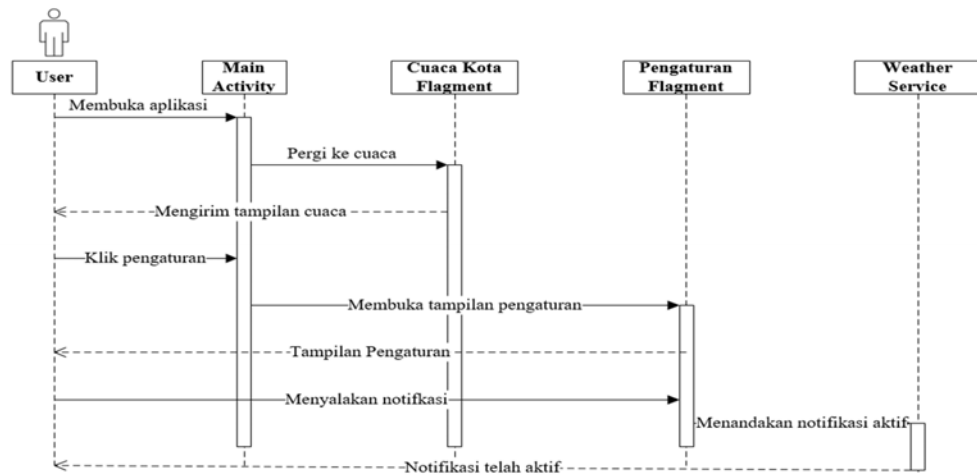 User
Main
Activity
Cuaca Kota
Flagment
Pengaturan
Flagment
Weather
Service
Membuka aplikasi
Pergi ke cuaca
Mengirim tampilan cuaca
Klik pengaturan
Membuka tampilan pengaturan
Tampilan Pengaturan
Menyalakan notifkasi
Menandakan notifikasi aktif
Notifikasi telah aktif